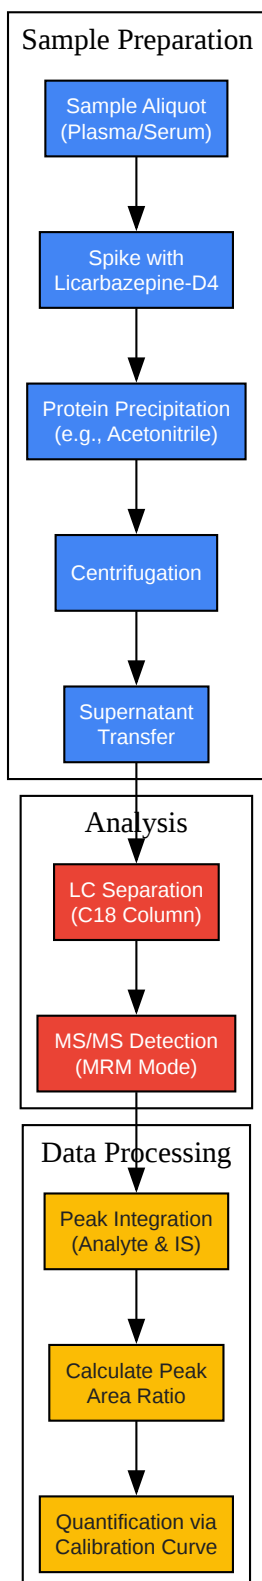 Sample Preparation
Sample Aliquot
(Plasma/Serum)
Spike with
Licarbazepine-D4
Protein Precipitation
(e.g., Acetonitrile)
Centrifugation
Supernatant
Transfer
Analysis
LC Separation
(C18 Column)
MS/MS Detection
(MRM Mode)
Data Processing
Peak Integration
(Analyte & IS)
Calculate Peak
Area Ratio
Quantification via
Calibration Curve